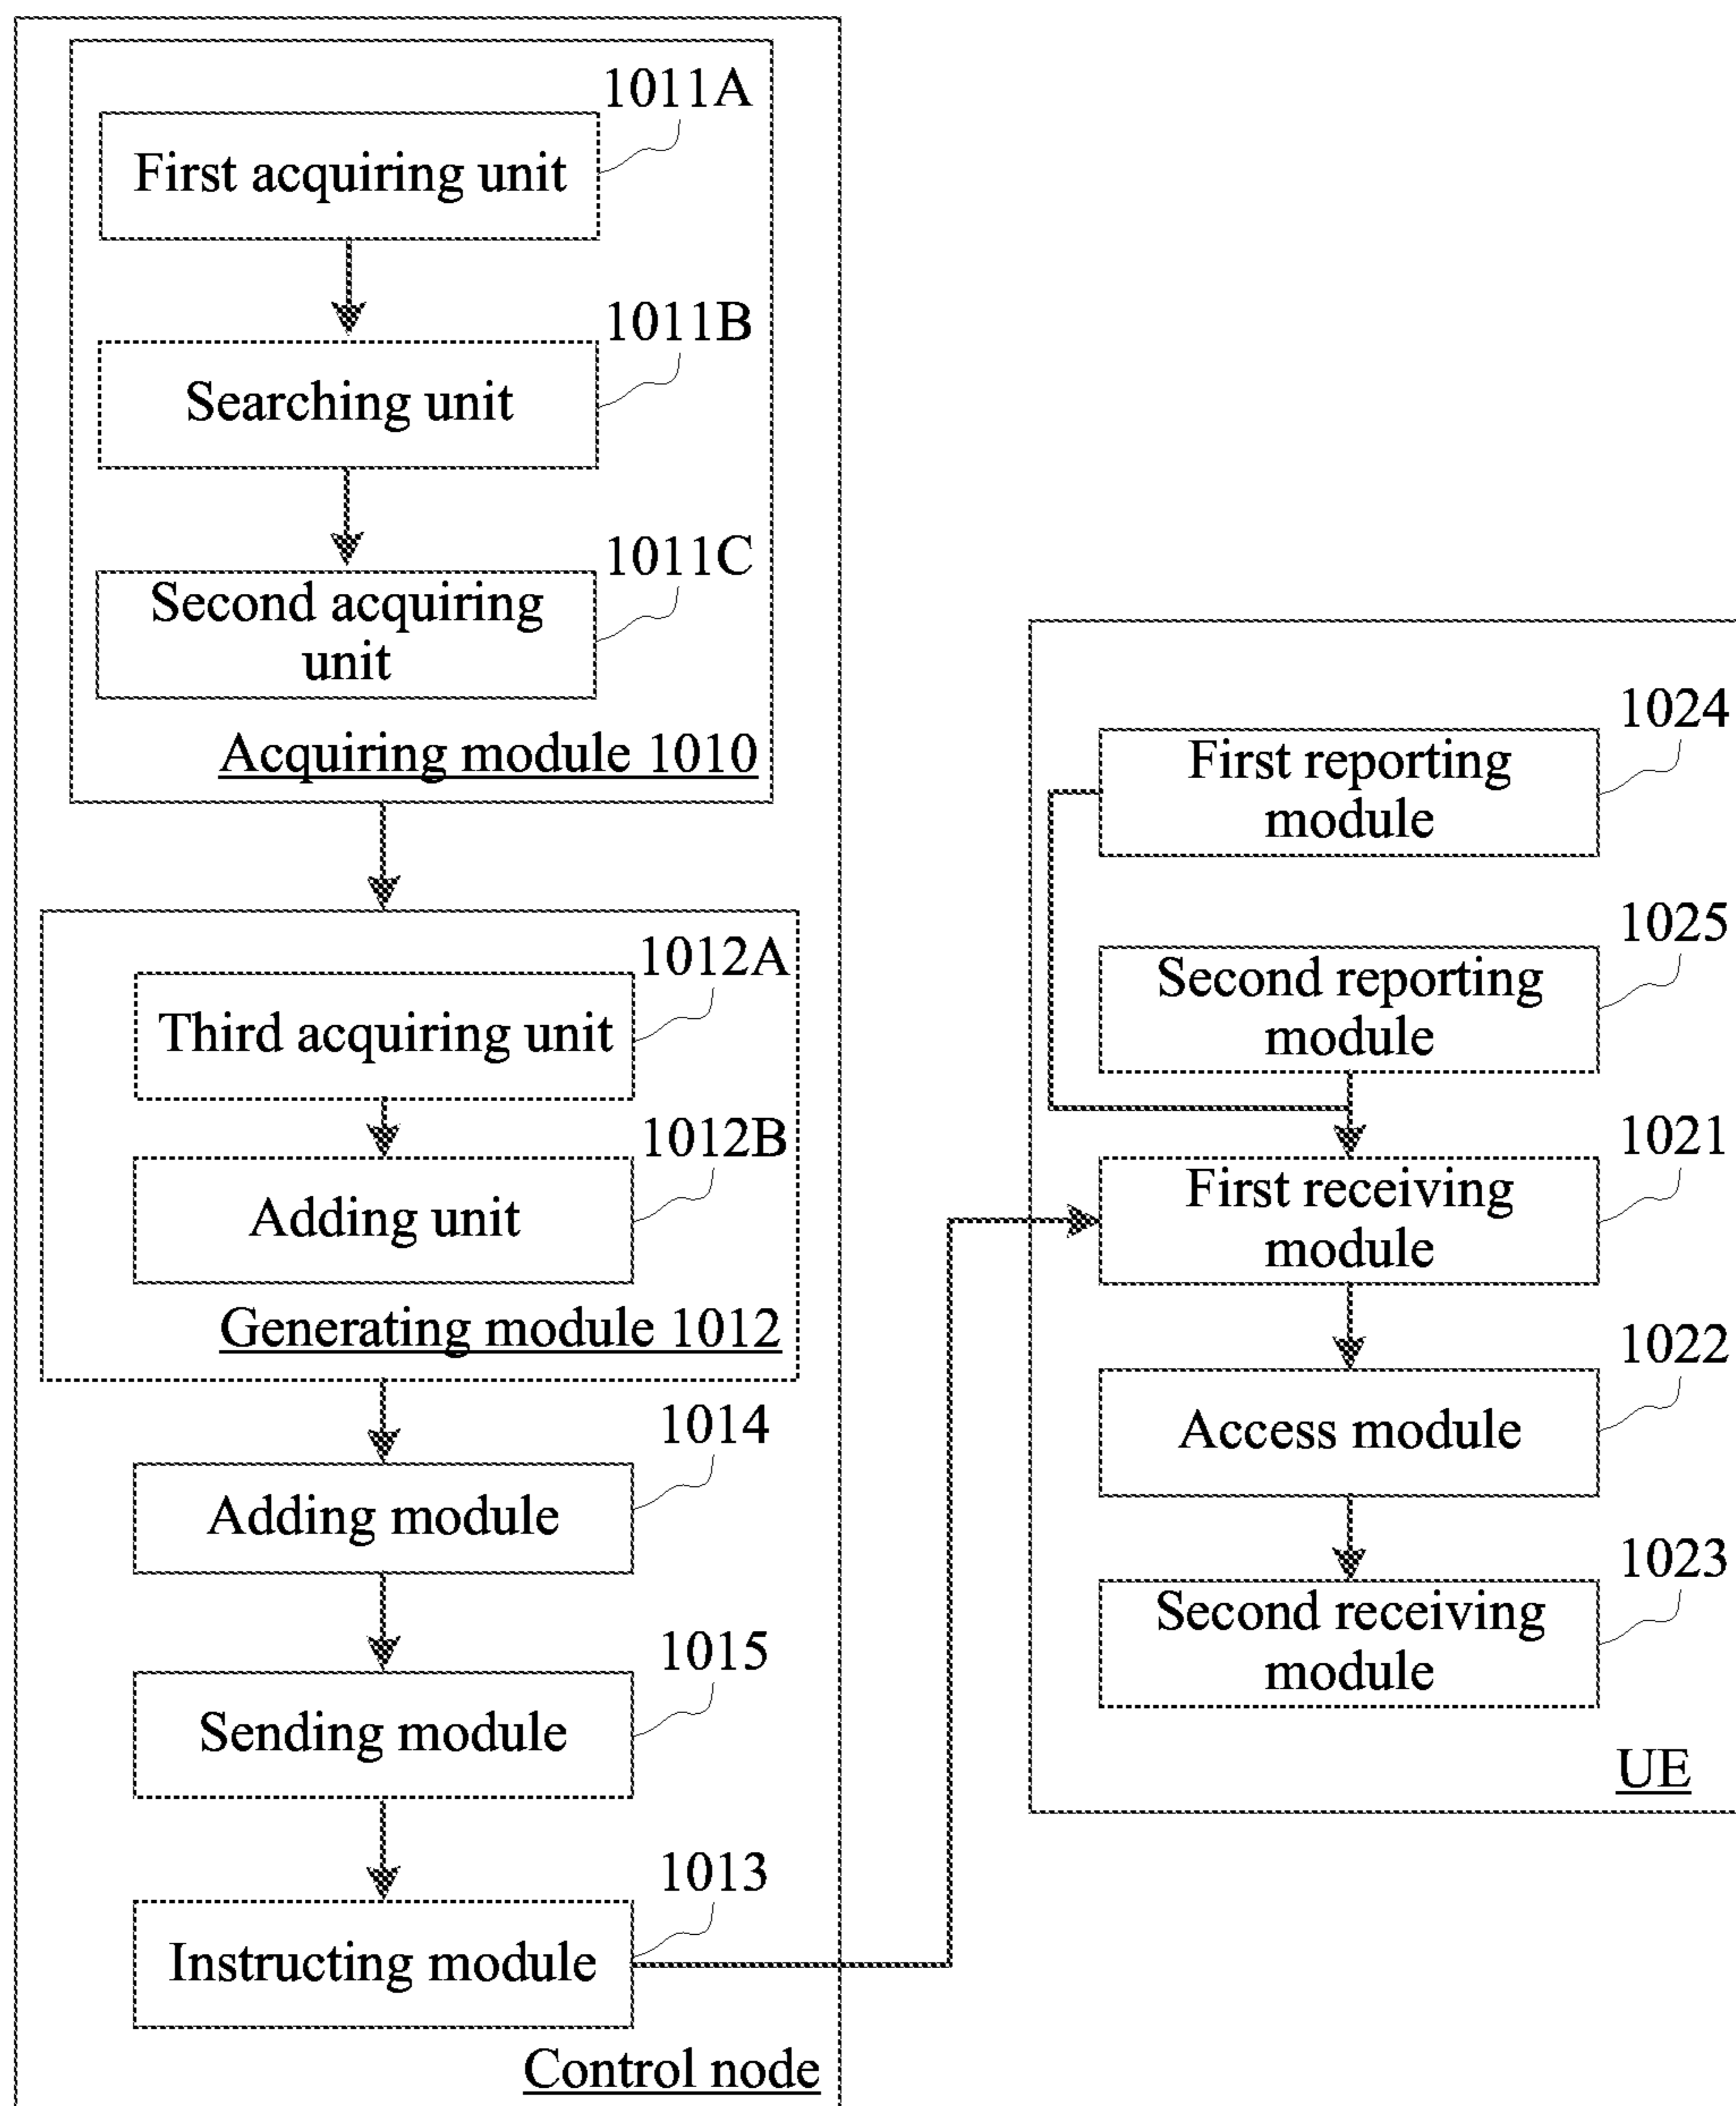 1011A
First acquiring unit
1011B
Searching unit
1011C
Second acquiring
unit
Acquiring module 1010
1012A
Third acquiring unit
1012B
Adding unit
Generating module 1012
1014
Adding module
1015
Sending module
1013
Instructing module
Control node
1024
First reporting
module
1025
Second reporting
module
1021
First receiving
module
1022
Access module
1023
Second receiving
module
UE